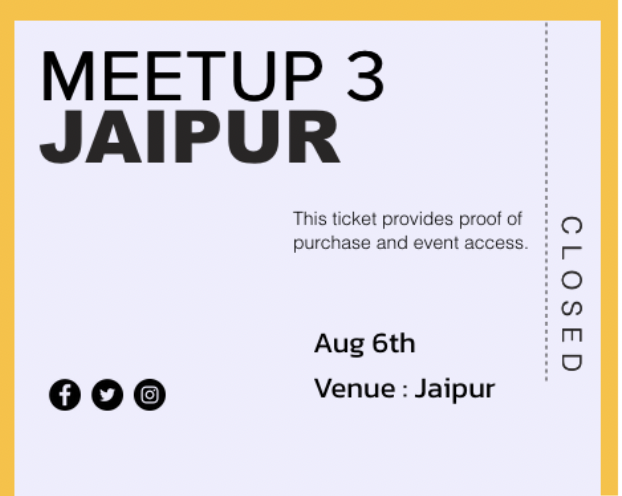 MEETUP 3
JAIPUR
This ticket provides proof of
purchase and event access.
CLOSED
Aug 6th
Venue : Jaipur